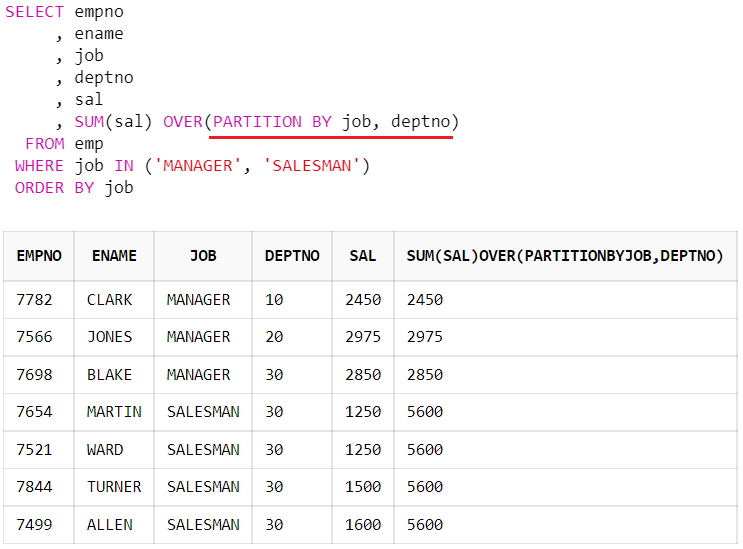 SELECT empno
, ename
, job
, deptno
, sal
, SUM(sal) OVER(PARTITION BY job, deptno)
FROM emp
WHERE job IN ('MANAGER', 'SALESMAN')
ORDER BY job
EMPNO ENAME JOB DEPTNO SAL SUM(SAL)OVER(PARTITIONBYJOB,DEPTNO)
7782 CLARK MANAGER 10 2450 2450
7566 JONES MANAGER 20 2975 2975
7698 BLAKE MANAGER 30 2850 2850
7654 MARTIN SALESMAN 30 1250 5600
7521 WARD SALESMAN 30 1250 5600
7844 TURNER SALESMAN 30 1500 5600
7499 ALLEN SALESMAN 30 1600 5600